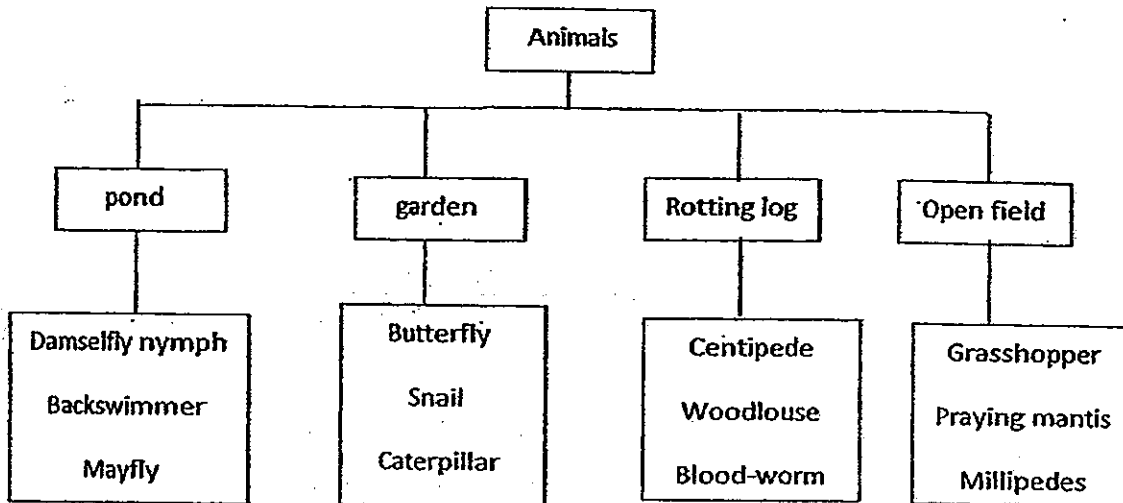 Animals
pond
garden
Rotting log
Open field
Damselfly nymph
Backswimmer
Mayfly
Butterfly
Snail
Caterpillar
Centipede
Woodlouse
Blood-worm
Grasshopper
Praying mantis
Millipedes